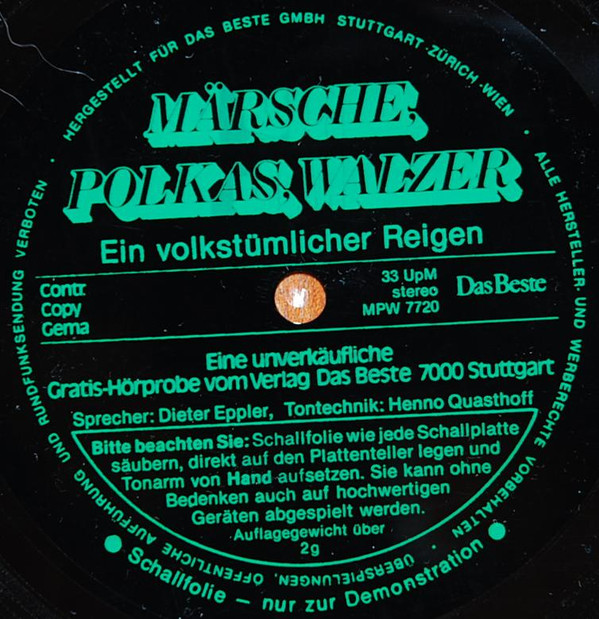 · HERGESTELLT FÜR DAS BESTE GMBH STUTTGART·ZÜRICH·WIEN · ALLE HERSTELLER- UND WERBERECHTE VORBEHALTEN · ÜBERSPIELUNGEN, ÖFFENTLICHE AUFFÜHRUNG UND RUNDFUNKSENDUNG VERBOTEN
MÄRSCHE,
POLKAS, WALZER
Ein volkstümlicher Reigen
Contr.
Copy
Gema
33 UpM
stereo
MPW 7720
Das Beste
Eine unverkäufliche
Gratis-Hörprobe vom Verlag Das Beste 7000 Stuttgart
Sprecher: Dieter Eppler, Tontechnik: Henno Quasthoff
Bitte beachten Sie: Schallfolie wie jede Schallplatte
säubern, direkt auf den Plattenteller legen und
Tonarm von Hand aufsetzen. Sie kann ohne
Bedenken auch auf hochwertigen
Geräten abgespielt werden.
Auflagegewicht über
2g
● Schallfolie – nur zur Demonstration ●